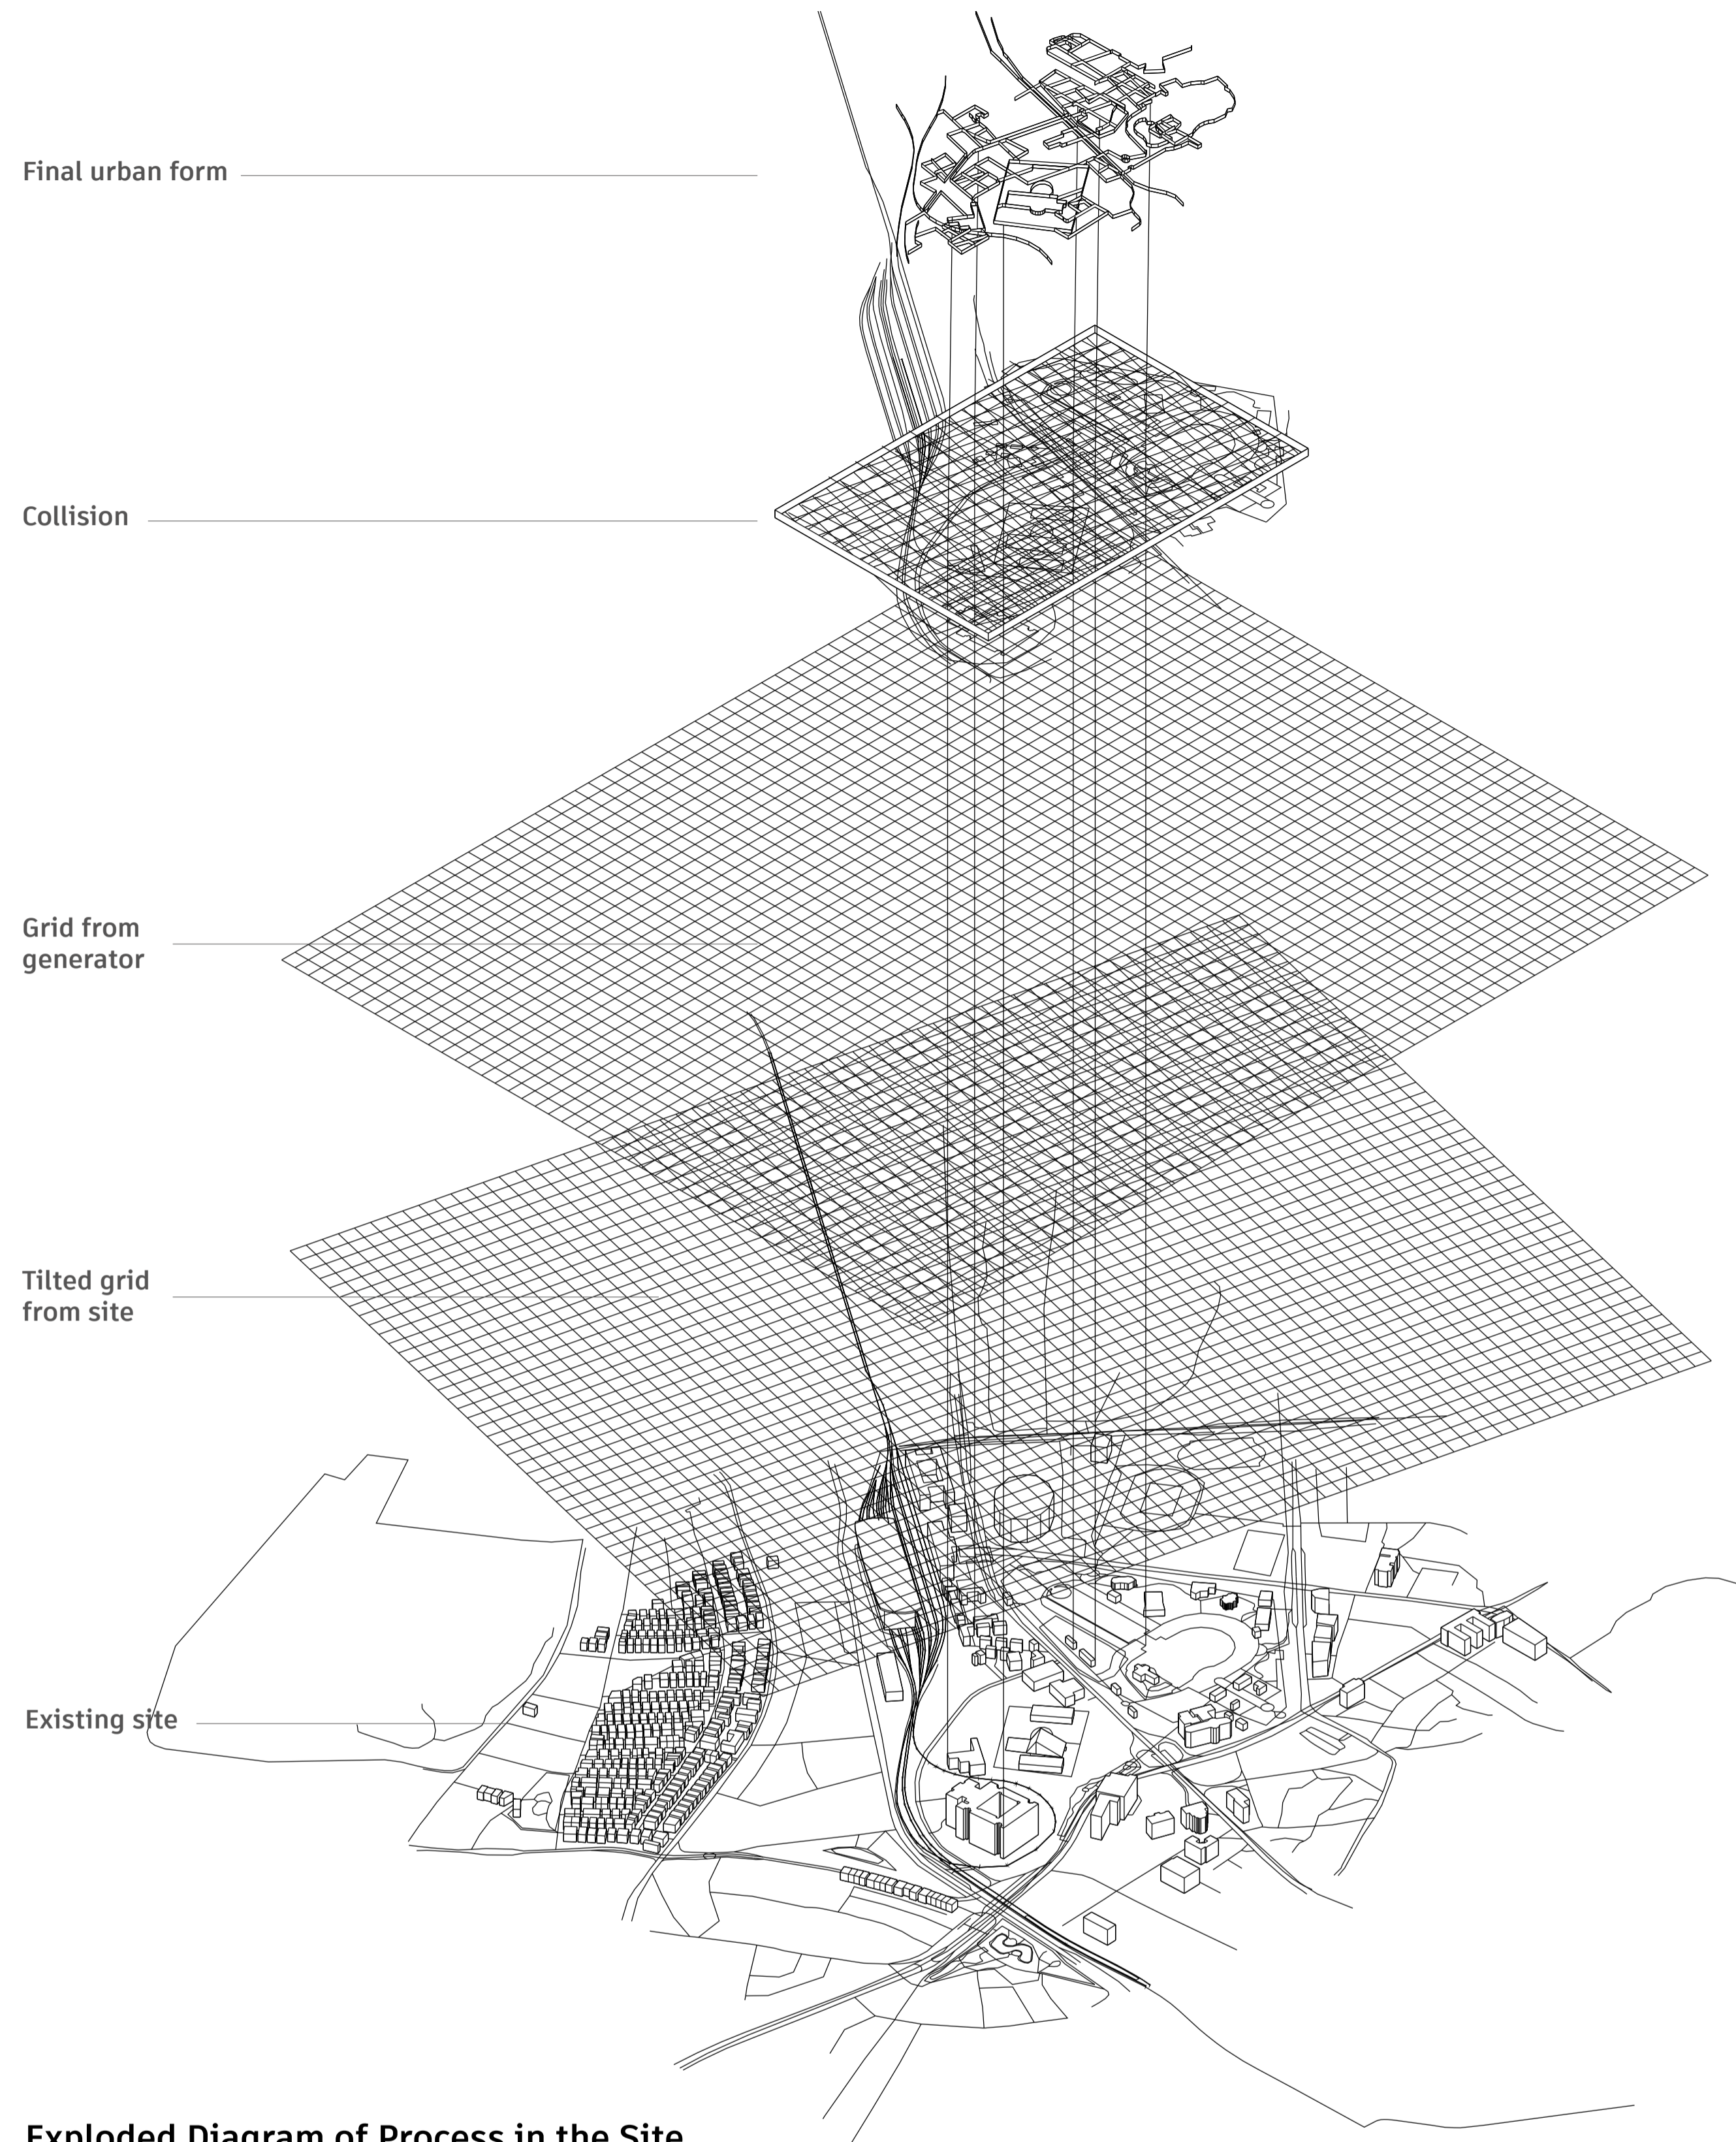 Final urban form
Collision
Grid from
generator
Tilted grid
from site
Existing site
Exploded Diagram of Process in the Site